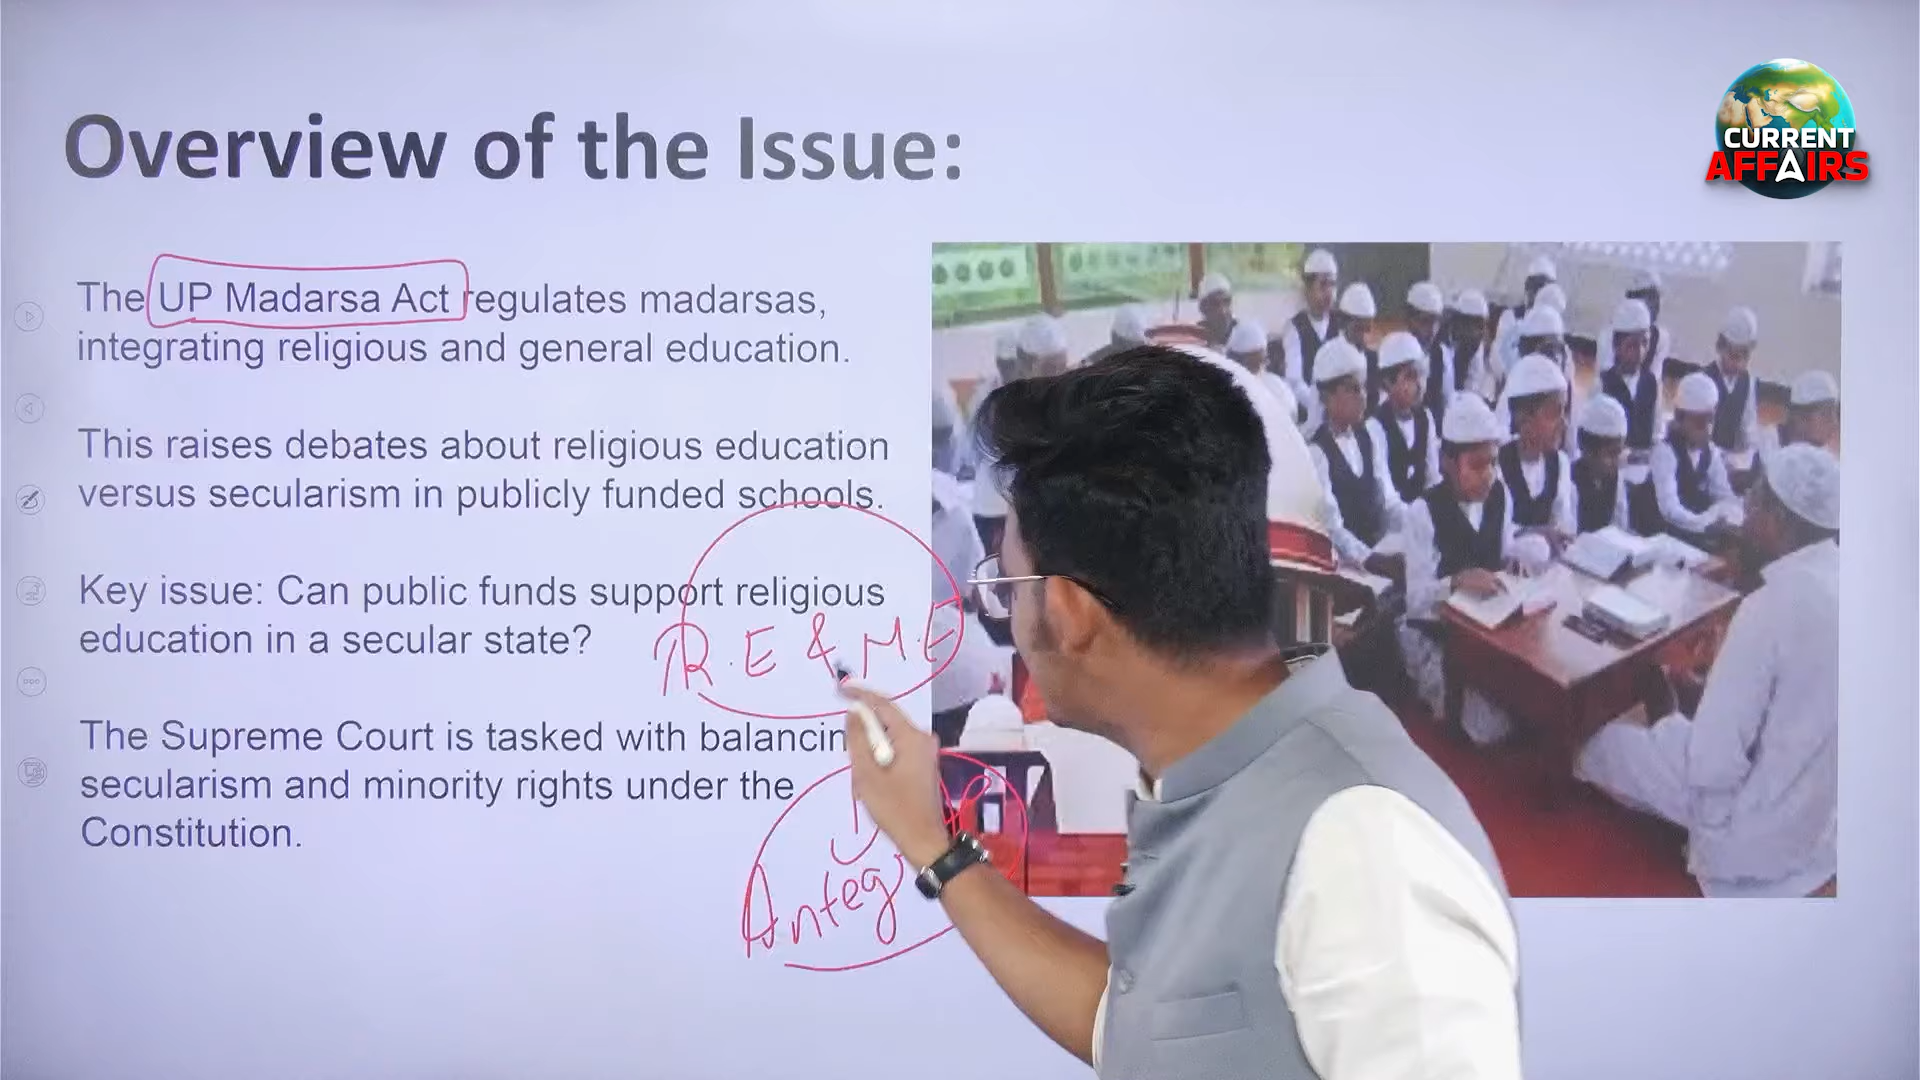 Overview of the Issue:
CURRENT
AFFAIRS
The UP Madarsa Act regulates madarsas,
integrating religious and general education.
This raises debates about religious education
versus secularism in publicly funded schools.
Key issue: Can public funds support religious
education in a secular state?
R.E & M.E
The Supreme Court is tasked with balancin
secularism and minority rights under the
Constitution.